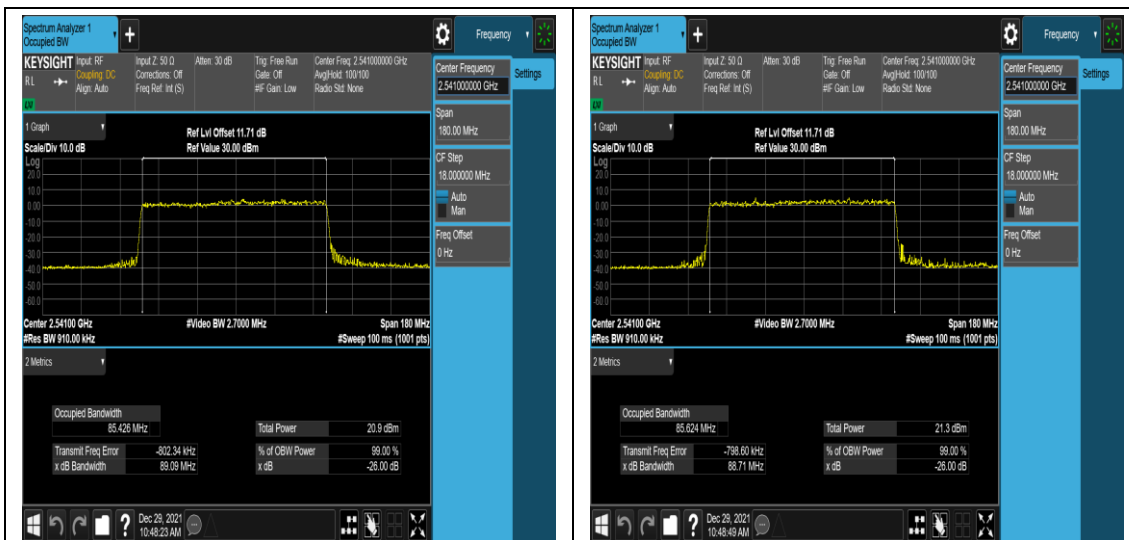 Spectrum Analyzer 1
Occupied BW
+
Frequency
KEYSIGHT Input: RF Input Z: 50 Ω Atten: 30 dB Trig: Free Run Center Freq: 2.541000000 GHz
RL Coupling: DC Corrections: Off Gate: Off Avg|Hold: 100/100
Align: Auto Freq Ref: Int (S) #IF Gain: Low Radio Std: None
LXI
Center Frequency
2.541000000 GHz
Settings
Span
180.00 MHz
CF Step
18.000000 MHz
Auto
Man
Freq Offset
0 Hz
1 Graph
Ref Lvl Offset 11.71 dB
Scale/Div 10.0 dB Ref Value 30.00 dBm
Log
20.0
10.0
0.00
-10.0
-20.0
-30.0
-40.0
-50.0
-60.0
Center 2.54100 GHz #Video BW 2.7000 MHz Span 180 MHz
#Res BW 910.00 kHz #Sweep 100 ms (1001 pts)
2 Metrics
Occupied Bandwidth
85.426 MHz Total Power 20.9 dBm
Transmit Freq Error -802.34 kHz % of OBW Power 99.00 %
x dB Bandwidth 89.09 MHz x dB -26.00 dB
? Dec 29, 2021
10:48:23 AM
Spectrum Analyzer 1
Occupied BW
+
Frequency
KEYSIGHT Input: RF Input Z: 50 Ω Atten: 30 dB Trig: Free Run Center Freq: 2.541000000 GHz
RL Coupling: DC Corrections: Off Gate: Off Avg|Hold: 100/100
Align: Auto Freq Ref: Int (S) #IF Gain: Low Radio Std: None
LXI
Center Frequency
2.541000000 GHz
Settings
Span
180.00 MHz
CF Step
18.000000 MHz
Auto
Man
Freq Offset
0 Hz
1 Graph
Ref Lvl Offset 11.71 dB
Scale/Div 10.0 dB Ref Value 30.00 dBm
Log
20.0
10.0
0.00
-10.0
-20.0
-30.0
-40.0
-50.0
-60.0
Center 2.54100 GHz #Video BW 2.7000 MHz Span 180 MHz
#Res BW 910.00 kHz #Sweep 100 ms (1001 pts)
2 Metrics
Occupied Bandwidth
85.624 MHz Total Power 21.3 dBm
Transmit Freq Error -798.60 kHz % of OBW Power 99.00 %
x dB Bandwidth 88.71 MHz x dB -26.00 dB
? Dec 29, 2021
10:48:49 AM